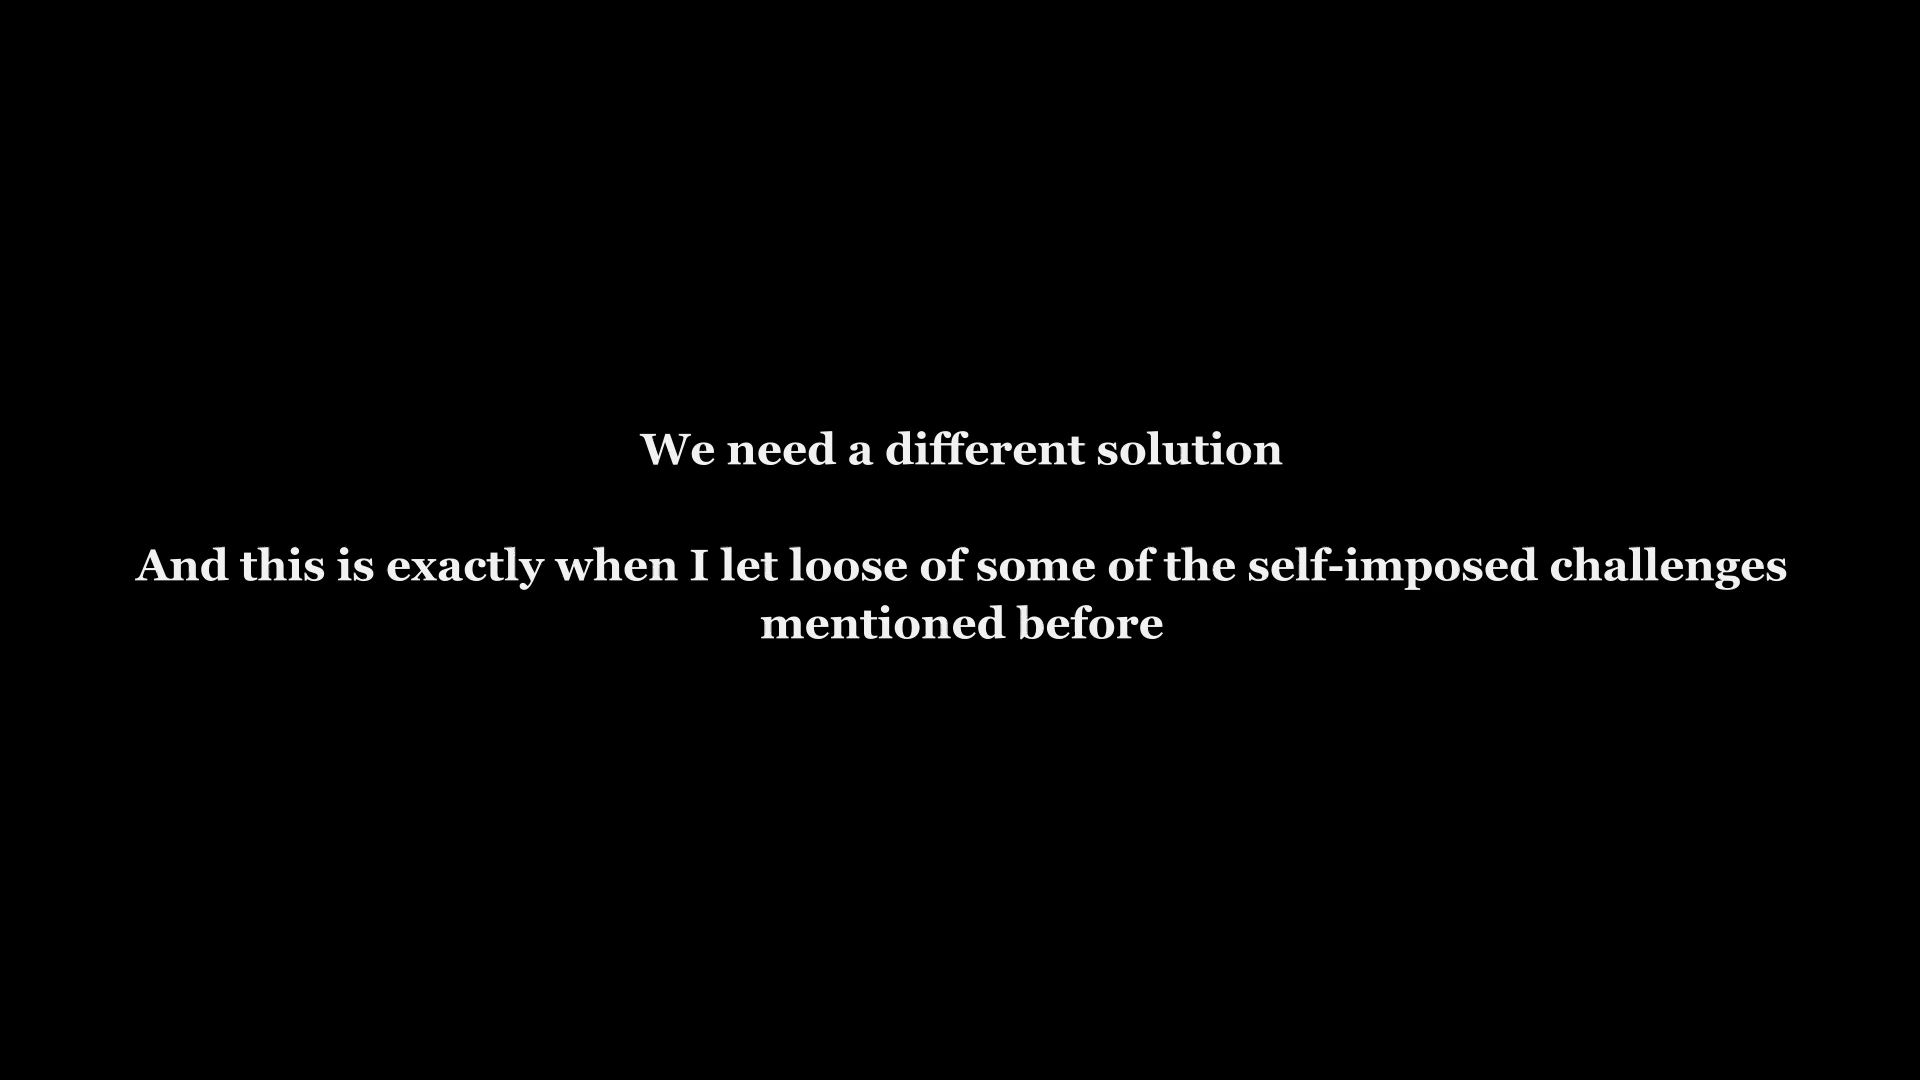 We need a different solution
And this is exactly when I let loose of some of the self-imposed challenges
mentioned before